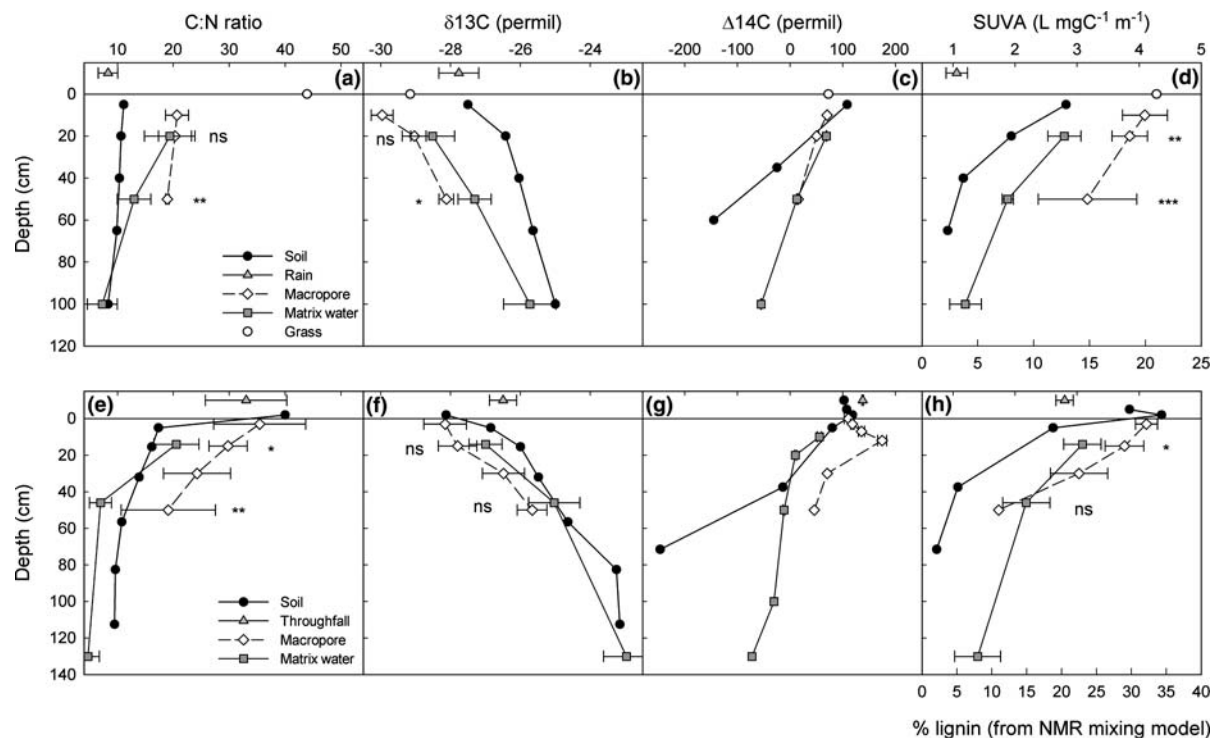 C:N ratio δ13C (permil) Δ14C (permil) SUVA (L mgC⁻¹ m⁻¹)
10 20 30 40 50 -30 -28 -26 -24 -200 -100 0 100 200 1 2 3 4 5
(a) (b) (c) (d)
0
20
40
60
80
100
120
Depth (cm)
ns
**
ns
*
**
***
Soil
Rain
Macropore
Matrix water
Grass
0 5 10 15 20 25
(e) (f) (g) (h)
0
20
40
60
80
100
120
140
Depth (cm)
*
**
ns
ns
*
ns
Soil
Throughfall
Macropore
Matrix water
0 5 10 15 20 25 30 35 40
% lignin (from NMR mixing model)